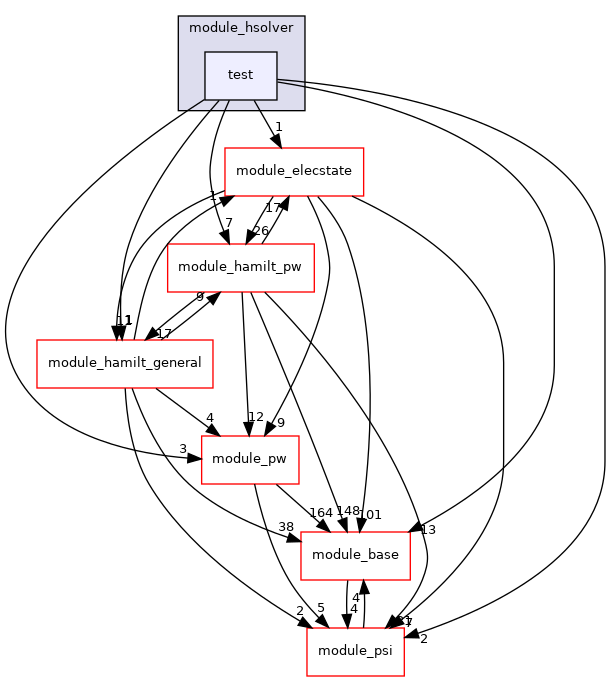 module_hsolver
test
1
module_elecstate
1
17
7
26
module_hamilt_pw
9
11
17
module_hamilt_general
4
12
9
module_pw
3
164
148
101
38
13
module_base
4
4
2
5
7
2
module_psi